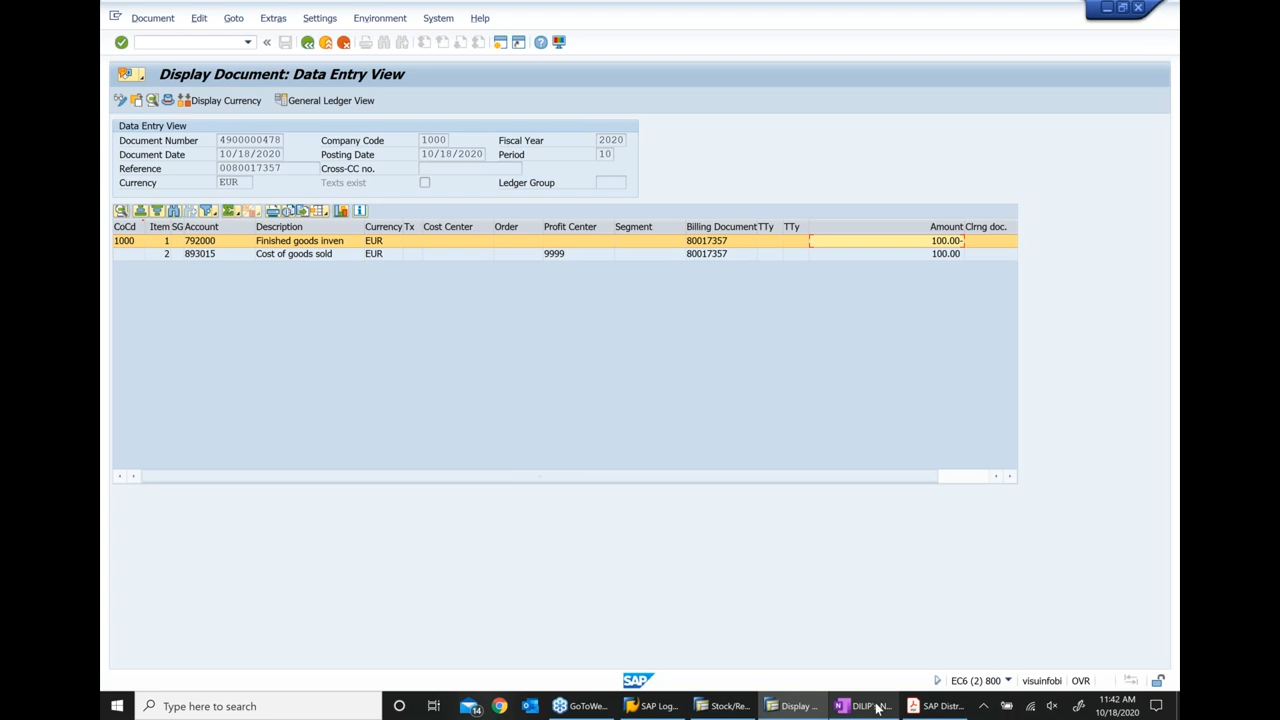 Document Edit Goto Extras Settings Environment System Help
Display Document: Data Entry View
Display Currency General Ledger View
Data Entry View
Document Number 4900000478 Company Code 1000 Fiscal Year 2020
Document Date 10/18/2020 Posting Date 10/18/2020 Period 10
Reference 0080017357 Cross-CC no.
Currency EUR Texts exist Ledger Group
CoCd Item SG Account Description Currency Tx Cost Center Order Profit Center Segment Billing Document TTy TTy Amount Clrng doc.
1000 1 792000 Finished goods inven EUR 80017357 100.00-
2 893015 Cost of goods sold EUR 9999 80017357 100.00
SAP EC6 (2) 800 visuinfobi OVR
Type here to search 14 GoToWe... SAP Log... Stock/Re... Display ... DILIP's N... SAP Distr... 11:42 AM
10/18/2020